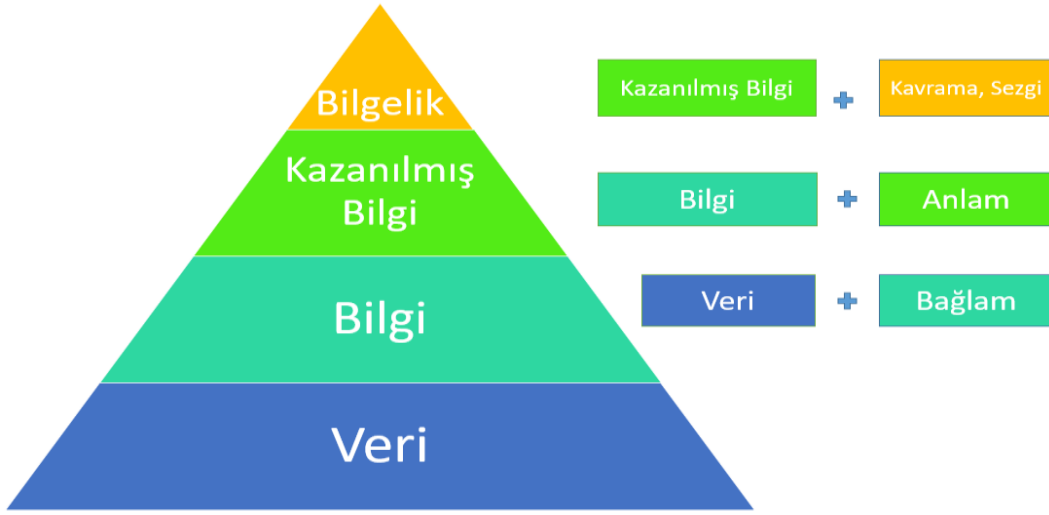 Bilgelik
Kazanılmış
Bilgi
Bilgi
Veri
Kazanılmış Bilgi + Kavrama, Sezgi
Bilgi + Anlam
Veri + Bağlam